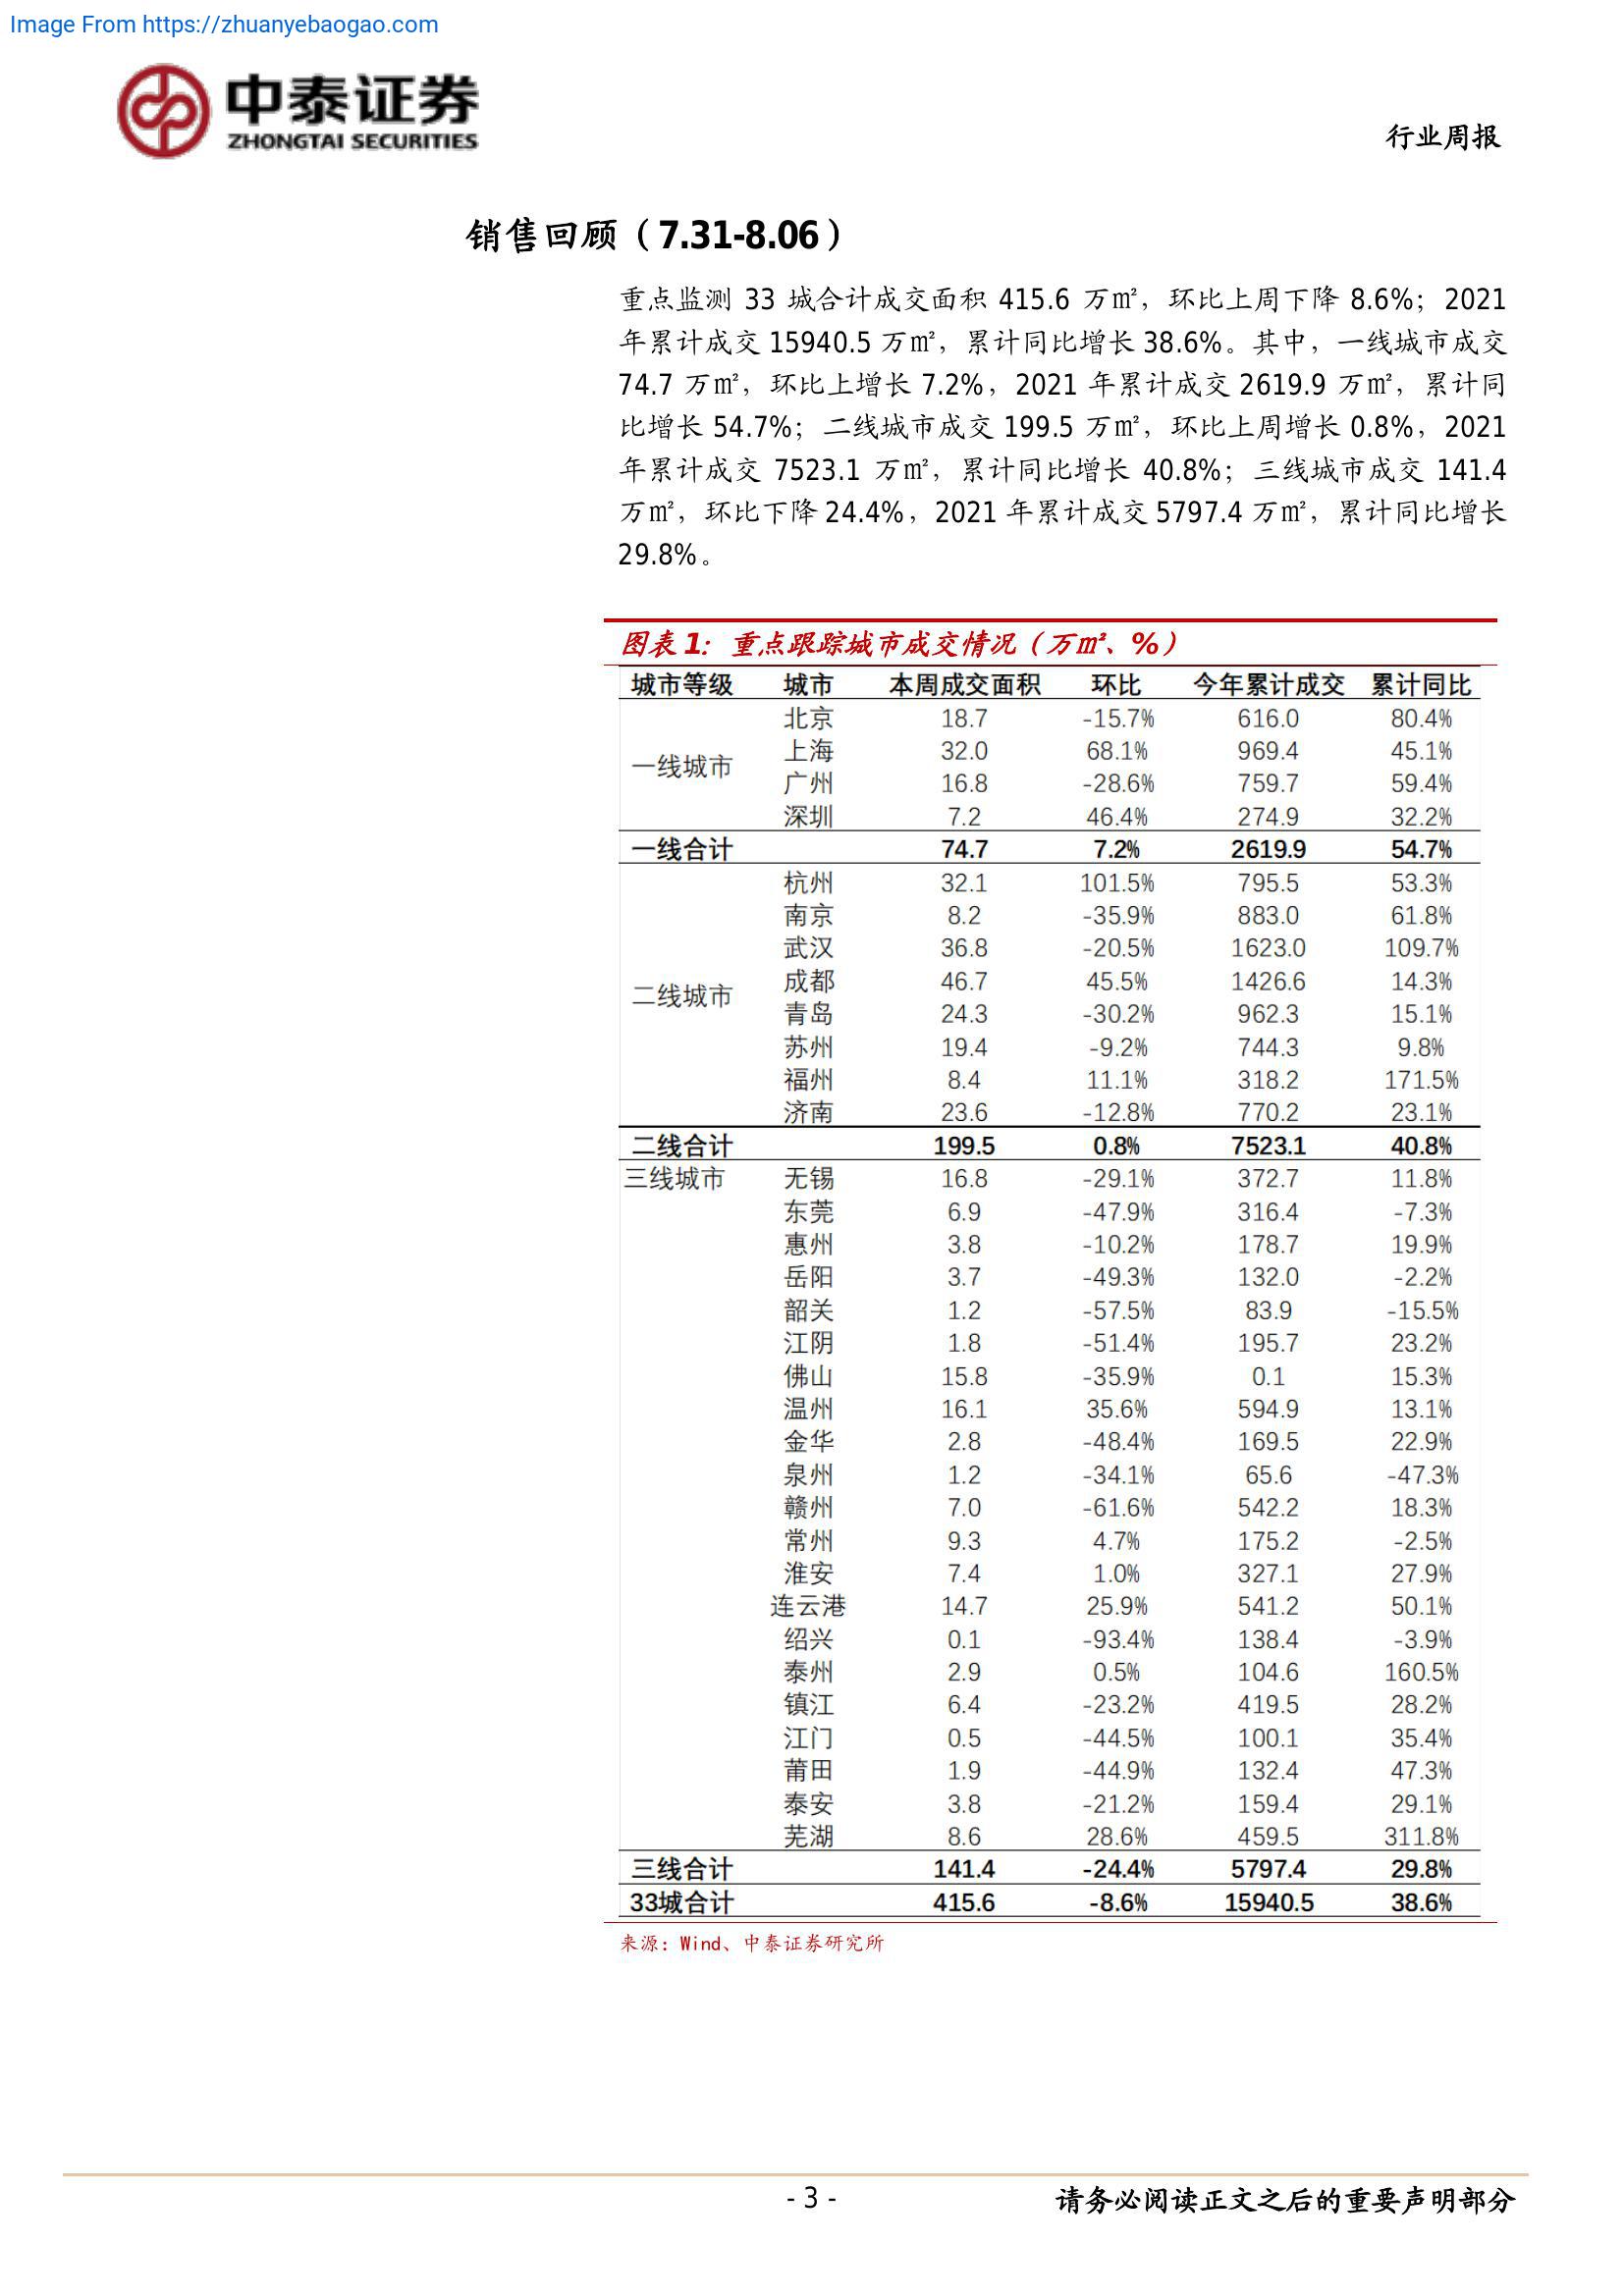 Image From https://zhuanyebaogao.com
中泰证券
ZHONGTAI SECURITIES
行业周报
销售回顾（7.31-8.06）
重点监测 33 城合计成交面积 415.6 万㎡，环比上周下降 8.6%；2021
年累计成交 15940.5 万㎡，累计同比增长 38.6%。其中，一线城市成交
74.7 万㎡，环比上增长 7.2%，2021 年累计成交 2619.9 万㎡，累计同
比增长 54.7%；二线城市成交 199.5 万㎡，环比上周增长 0.8%，2021
年累计成交 7523.1 万㎡，累计同比增长 40.8%；三线城市成交 141.4
万㎡，环比下降 24.4%，2021 年累计成交 5797.4 万㎡，累计同比增长
29.8%。
图表 1：重点跟踪城市成交情况（万㎡、%）
城市等级 城市 本周成交面积 环比 今年累计成交 累计同比
一线城市
北京 18.7 -15.7% 616.0 80.4%
上海 32.0 68.1% 969.4 45.1%
广州 16.8 -28.6% 759.7 59.4%
深圳 7.2 46.4% 274.9 32.2%
一线合计 74.7 7.2% 2619.9 54.7%
二线城市
杭州 32.1 101.5% 795.5 53.3%
南京 8.2 -35.9% 883.0 61.8%
武汉 36.8 -20.5% 1623.0 109.7%
成都 46.7 45.5% 1426.6 14.3%
青岛 24.3 -30.2% 962.3 15.1%
苏州 19.4 -9.2% 744.3 9.8%
福州 8.4 11.1% 318.2 171.5%
济南 23.6 -12.8% 770.2 23.1%
二线合计 199.5 0.8% 7523.1 40.8%
三线城市 无锡 16.8 -29.1% 372.7 11.8%
东莞 6.9 -47.9% 316.4 -7.3%
惠州 3.8 -10.2% 178.7 19.9%
岳阳 3.7 -49.3% 132.0 -2.2%
韶关 1.2 -57.5% 83.9 -15.5%
江阴 1.8 -51.4% 195.7 23.2%
佛山 15.8 -35.9% 0.1 15.3%
温州 16.1 35.6% 594.9 13.1%
金华 2.8 -48.4% 169.5 22.9%
泉州 1.2 -34.1% 65.6 -47.3%
赣州 7.0 -61.6% 542.2 18.3%
常州 9.3 4.7% 175.2 -2.5%
淮安 7.4 1.0% 327.1 27.9%
连云港 14.7 25.9% 541.2 50.1%
绍兴 0.1 -93.4% 138.4 -3.9%
泰州 2.9 0.5% 104.6 160.5%
镇江 6.4 -23.2% 419.5 28.2%
江门 0.5 -44.5% 100.1 35.4%
莆田 1.9 -44.9% 132.4 47.3%
泰安 3.8 -21.2% 159.4 29.1%
芜湖 8.6 28.6% 459.5 311.8%
三线合计 141.4 -24.4% 5797.4 29.8%
33城合计 415.6 -8.6% 15940.5 38.6%
来源：Wind、中泰证券研究所
- 3 -
请务必阅读正文之后的重要声明部分